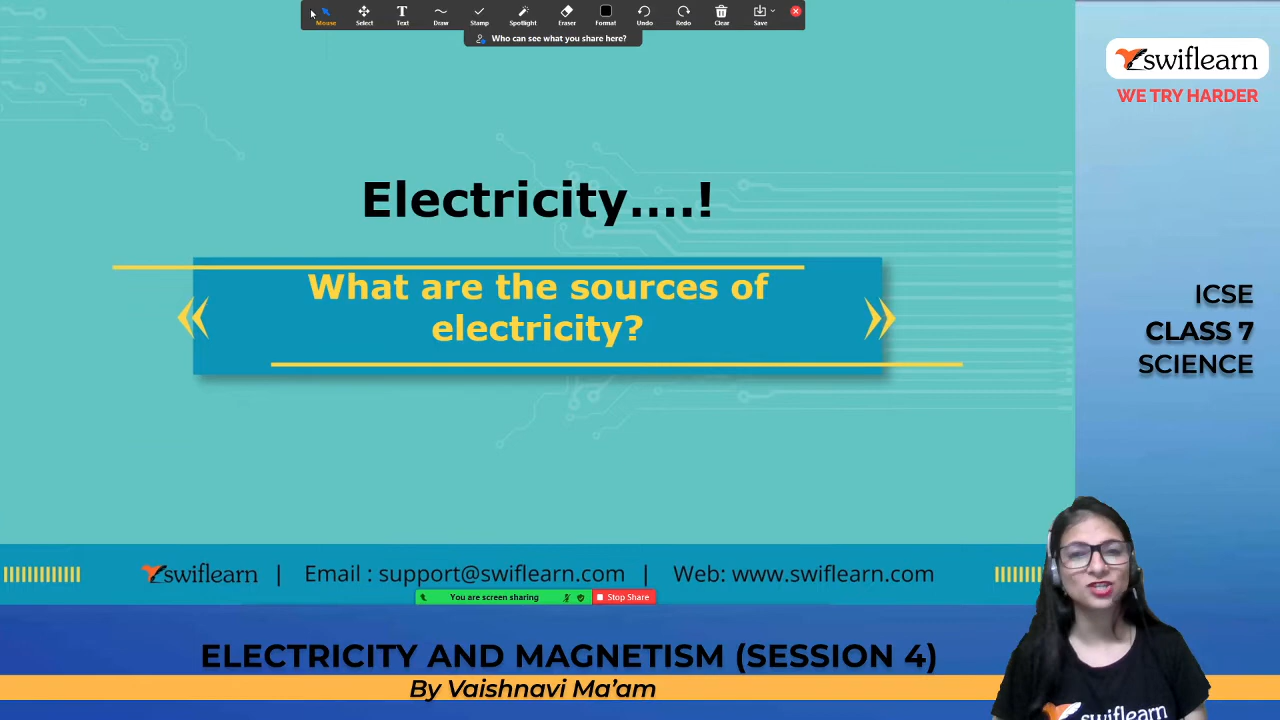 Mouse Select Text Draw Stamp Spotlight Eraser Format Undo Redo Clear Save
Who can see what you share here?
swiflearn
WE TRY HARDER
Electricity....!
What are the sources of
electricity?
ICSE
CLASS 7
SCIENCE
swiflearn | Email : support@swiflearn.com | Web: www.swiflearn.com
You are screen sharing Stop Share
ELECTRICITY AND MAGNETISM (SESSION 4)
By Vaishnavi Ma'am
swiflearn